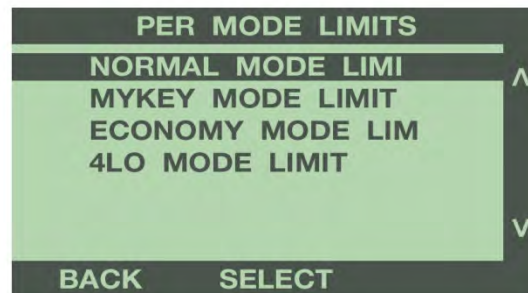 PER MODE LIMITS
NORMAL MODE LIMI
MYKEY MODE LIMIT
ECONOMY MODE LIM
4LO MODE LIMIT
BACK SELECT